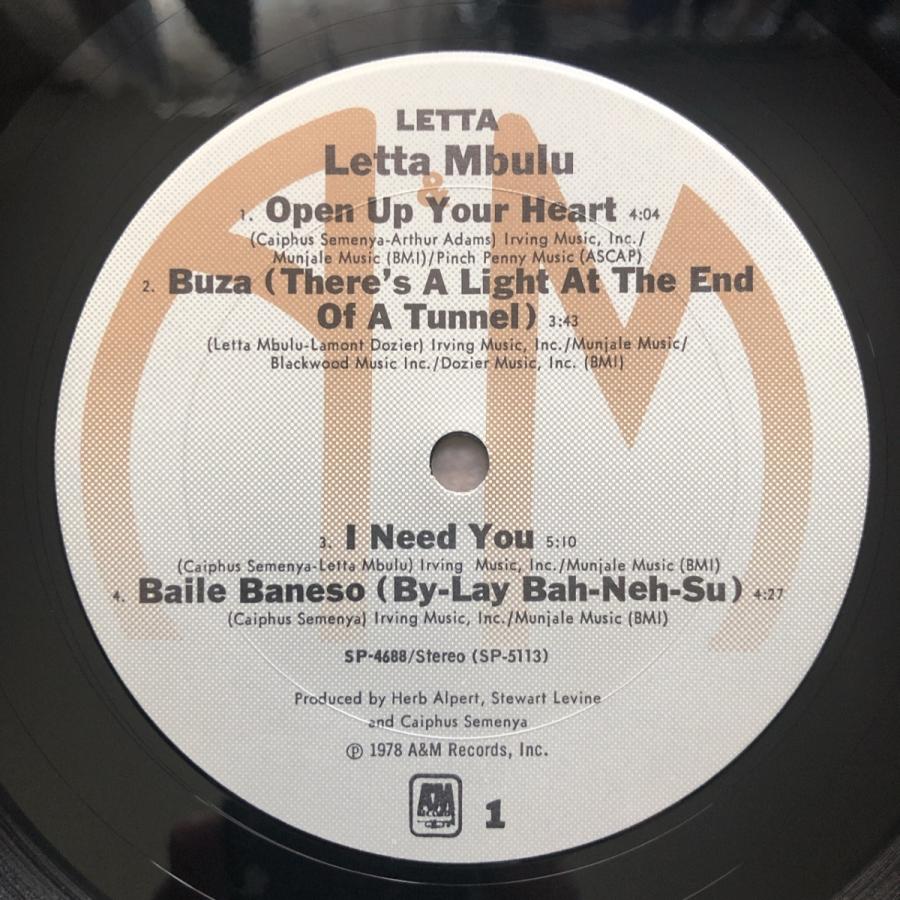 LETTA
Letta Mbulu
&
1. Open Up Your Heart 4:04
(Caiphus Semenya-Arthur Adams) Irving Music, Inc./
Munjale Music (BMI)/Pinch Penny Music (ASCAP)
2. Buza (There's A Light At The End
Of A Tunnel) 3:43
(Letta Mbulu-Lamont Dozier) Irving Music, Inc./Munjale Music/
Blackwood Music Inc./Dozier Music, Inc. (BMI)
3. I Need You 5:10
(Caiphus Semenya-Letta Mbulu) Irving Music, Inc./Munjale Music (BMI)
4. Baile Baneso (By-Lay Bah-Neh-Su) 4:27
(Caiphus Semenya) Irving Music, Inc./Munjale Music (BMI)
SP-4688/Stereo (SP-5113)
Produced by Herb Alpert, Stewart Levine
and Caiphus Semenya
℗ 1978 A&M Records, Inc.
A&M RECORDS 1
AM